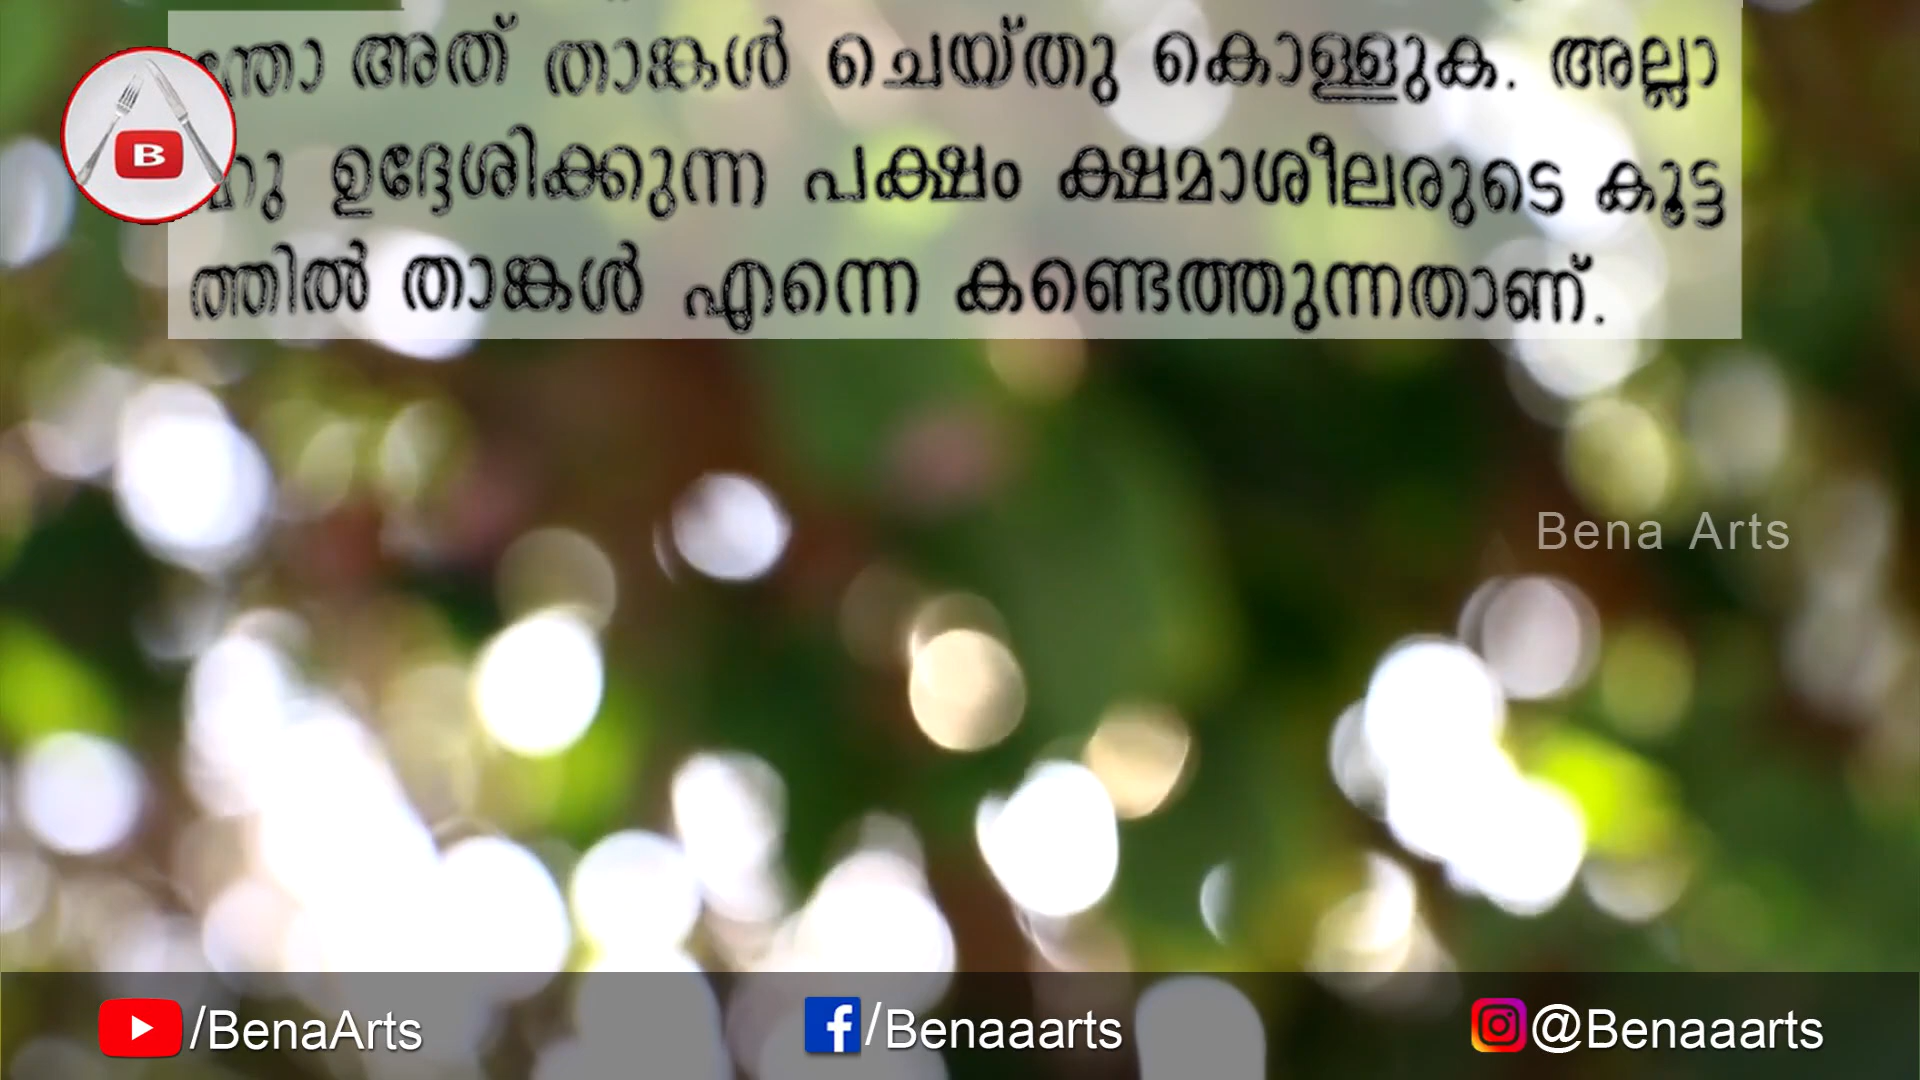 ന്തോ അത് താങ്കൾ ചെയ്തു കൊള്ളുക. അല്ലാ
ഹു ഉദ്ദേശിക്കുന്ന പക്ഷം ക്ഷമാശീലരുടെ കൂട്ട
ത്തിൽ താങ്കൾ എന്നെ കണ്ടെത്തുന്നതാണ്.
B
Bena Arts
/BenaArts
/Benaaarts
@Benaaarts